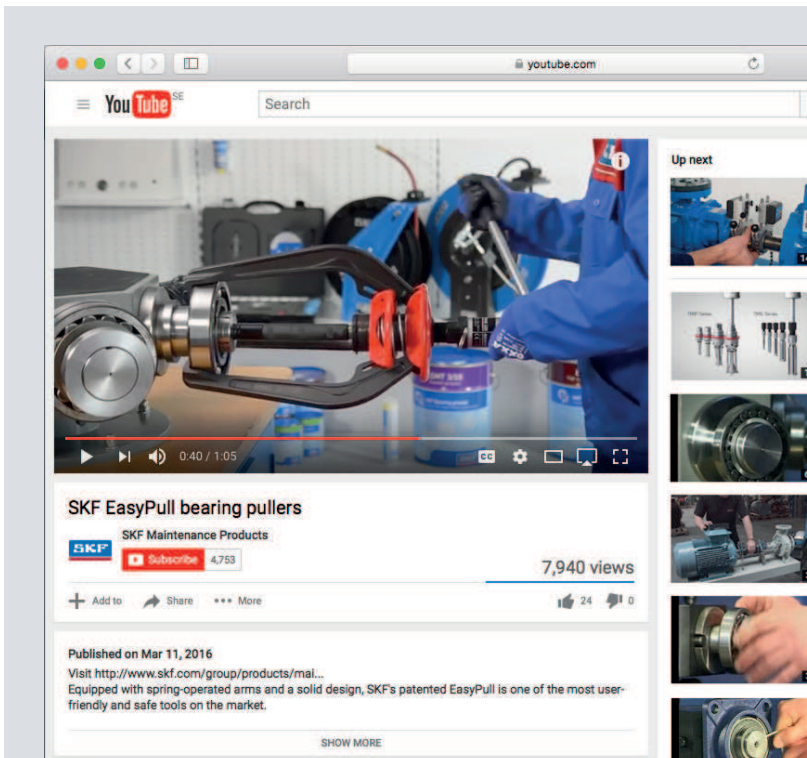 youtube.com
YouTube SE
Search
i
0:40 / 1:05
CC
SKF EasyPull bearing pullers
SKF
SKF Maintenance Products
Subscribe 4,753
7,940 views
Add to Share More
24 0
Published on Mar 11, 2016
Visit http://www.skf.com/group/products/mai...
Equipped with spring-operated arms and a solid design, SKF's patented EasyPull is one of the most user-
friendly and safe tools on the market.
SHOW MORE
Up next